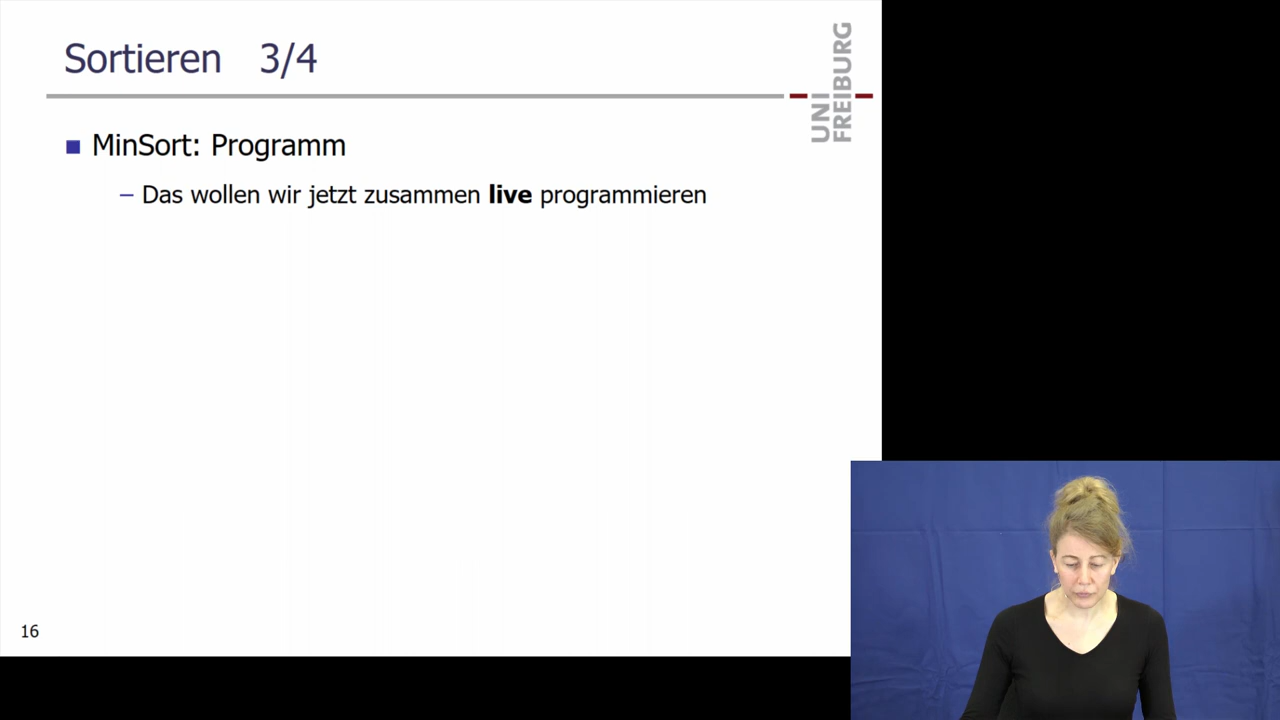 Sortieren 3/4
UNI
FREIBURG
MinSort: Programm
– Das wollen wir jetzt zusammen live programmieren
16